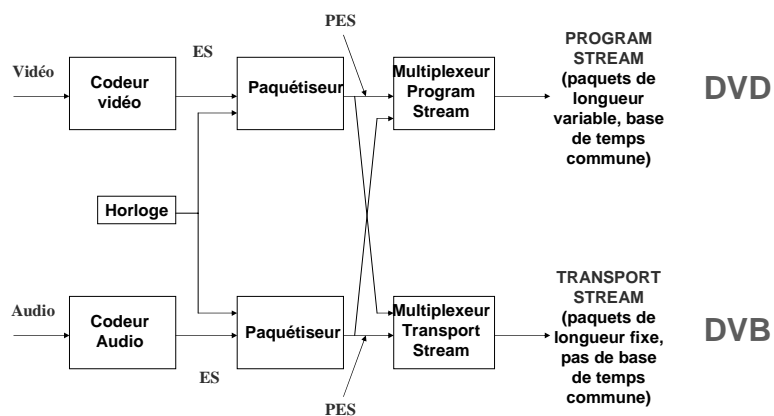 PES
ES
Vidéo
Codeur
vidéo
Paquétiseur
Multiplexeur
Program
Stream
PROGRAM
STREAM
(paquets de
longueur
variable, base
de temps
commune)
DVD
Horloge
Audio
Codeur
Audio
ES
Paquétiseur
PES
Multiplexeur
Transport
Stream
TRANSPORT
STREAM
(paquets de
longueur fixe,
pas de base
de temps
commune)
DVB